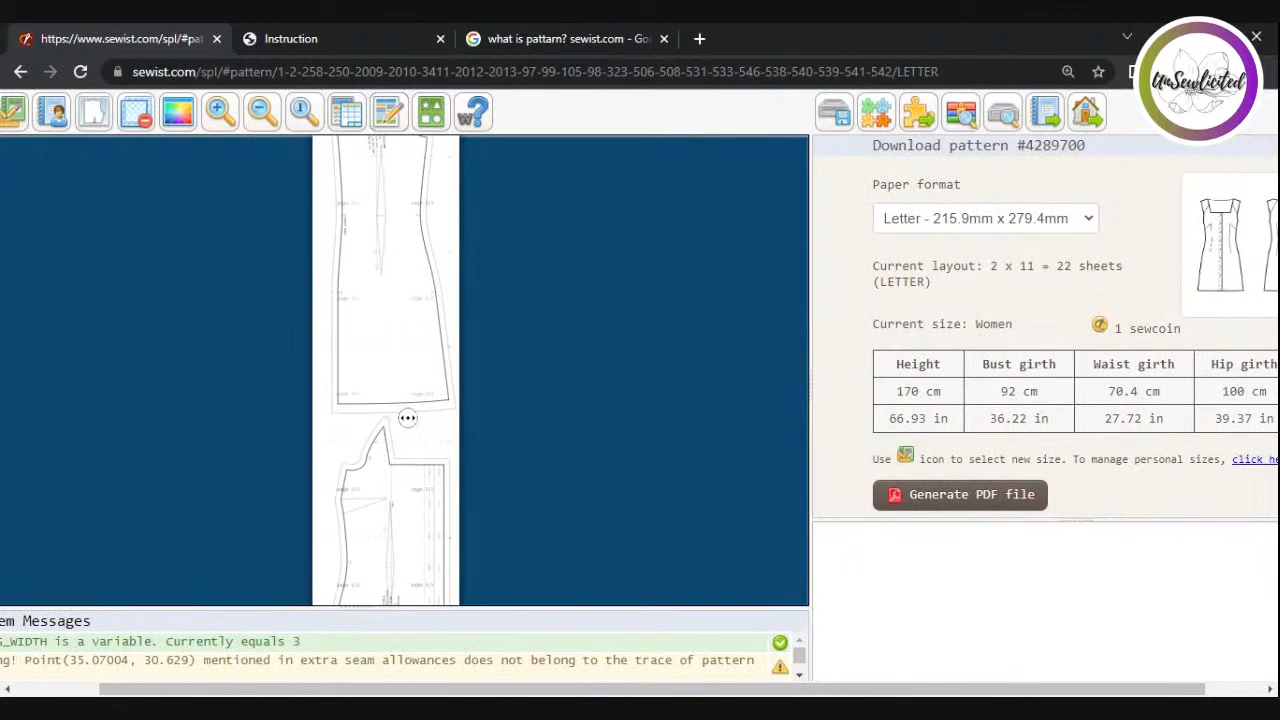 https://www.sewist.com/spl/#pat
Instruction
what is pattarn? sewist.com - Go
sewist.com/spl/#pattern/1-2-258-250-2009-2010-3411-2012-2013-97-99-105-98-323-506-508-531-533-546-538-540-539-541-542/LETTER
UnSewlicited
Download pattern #4289700
Paper format
Letter - 215.9mm x 279.4mm
Current layout: 2 x 11 = 22 sheets
(LETTER)
Current size: Women
1 sewcoin
Height Bust girth Waist girth Hip girth
170 cm 92 cm 70.4 cm 100 cm
66.93 in 36.22 in 27.72 in 39.37 in
Use icon to select new size. To manage personal sizes, click he
Generate PDF file
em Messages
G_WIDTH is a variable. Currently equals 3
ng! Point(35.07004, 30.629) mentioned in extra seam allowances does not belong to the trace of pattern